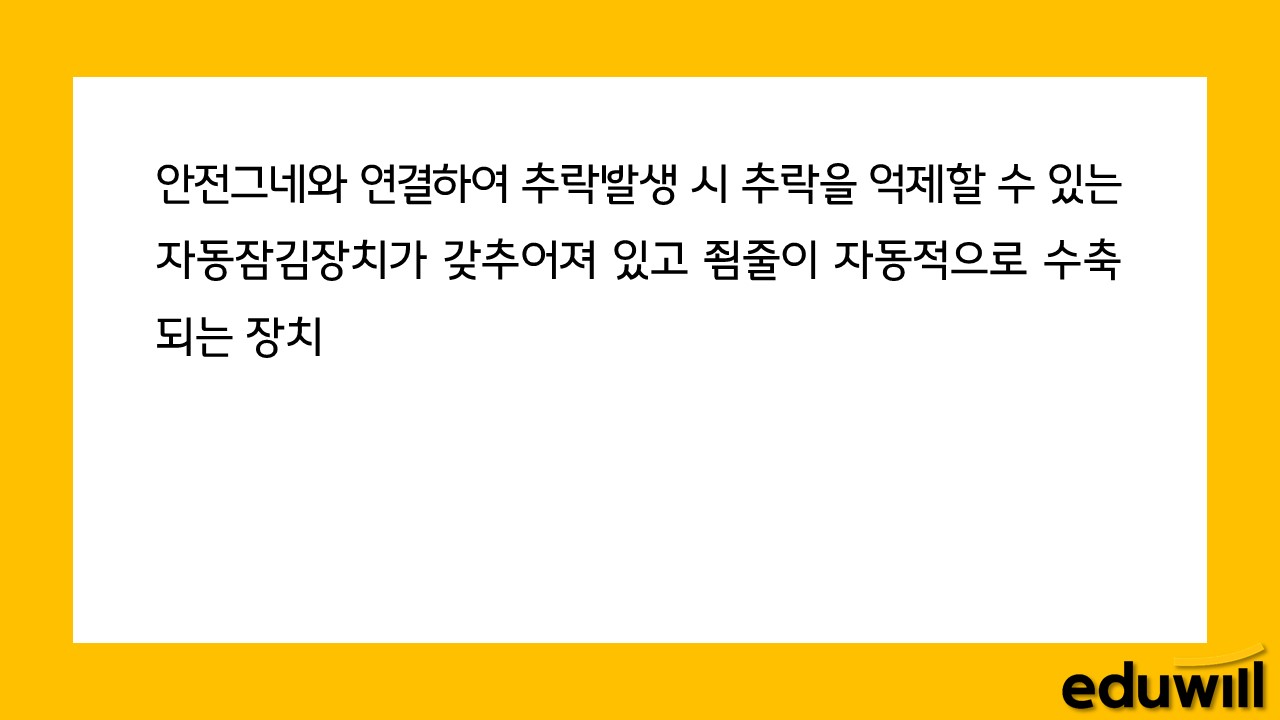 안전그네와 연결하여 추락발생 시 추락을 억제할 수 있는
자동잠김장치가 갖추어져 있고 죔줄이 자동적으로 수축
되는 장치
eduwill